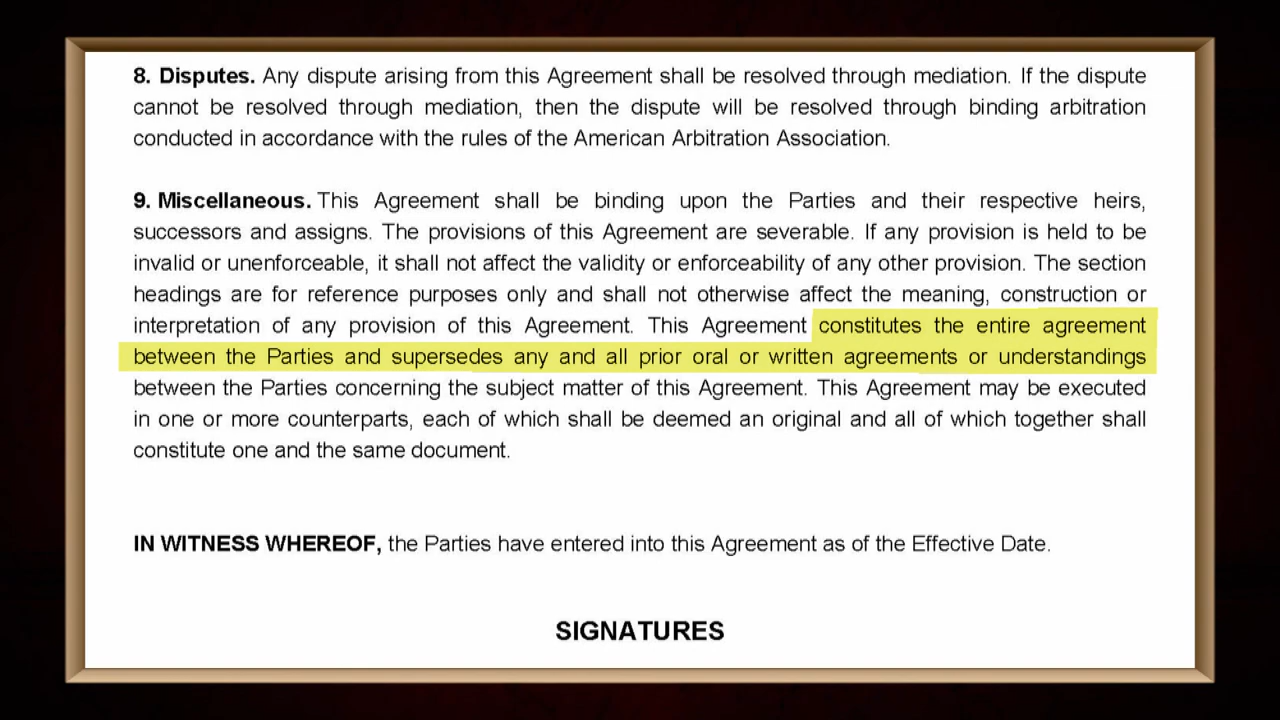 8. Disputes. Any dispute arising from this Agreement shall be resolved through mediation. If the dispute
cannot be resolved through mediation, then the dispute will be resolved through binding arbitration
conducted in accordance with the rules of the American Arbitration Association.
9. Miscellaneous. This Agreement shall be binding upon the Parties and their respective heirs,
successors and assigns. The provisions of this Agreement are severable. If any provision is held to be
invalid or unenforceable, it shall not affect the validity or enforceability of any other provision. The section
headings are for reference purposes only and shall not otherwise affect the meaning, construction or
interpretation of any provision of this Agreement. This Agreement constitutes the entire agreement
between the Parties and supersedes any and all prior oral or written agreements or understandings
between the Parties concerning the subject matter of this Agreement. This Agreement may be executed
in one or more counterparts, each of which shall be deemed an original and all of which together shall
constitute one and the same document.
IN WITNESS WHEREOF, the Parties have entered into this Agreement as of the Effective Date.
SIGNATURES